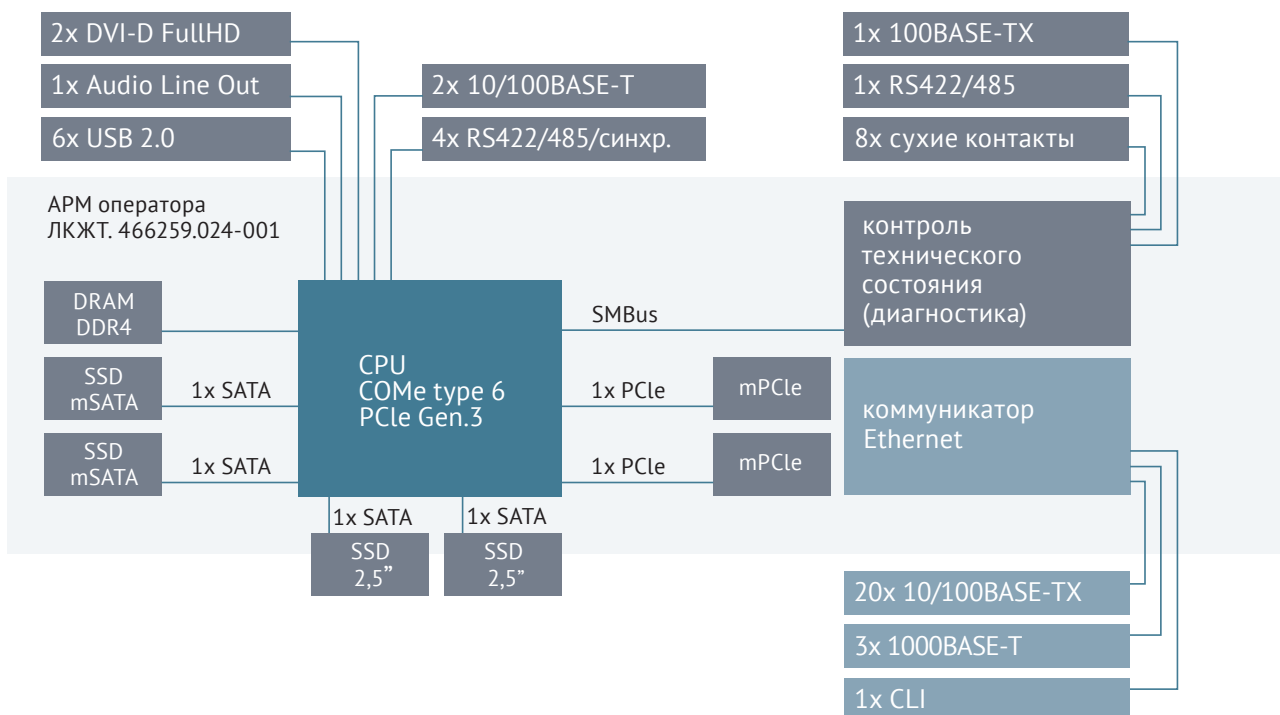 2x DVI-D FullHD
1x Audio Line Out
6x USB 2.0
2x 10/100BASE-T
4x RS422/485/синхр.
1x 100BASE-TX
1x RS422/485
8x сухие контакты
АРМ оператора
ЛКЖТ. 466259.024-001
DRAM
DDR4
SSD
mSATA
1x SATA
SSD
mSATA
1x SATA
CPU
COMe type 6
PCle Gen.3
SMBus
1x PCle
mPCle
1x PCle
mPCle
контроль
технического
состояния
(диагностика)
коммуникатор
Ethernet
1x SATA
SSD
2,5”
1x SATA
SSD
2,5”
20x 10/100BASE-TX
3x 1000BASE-T
1x CLI